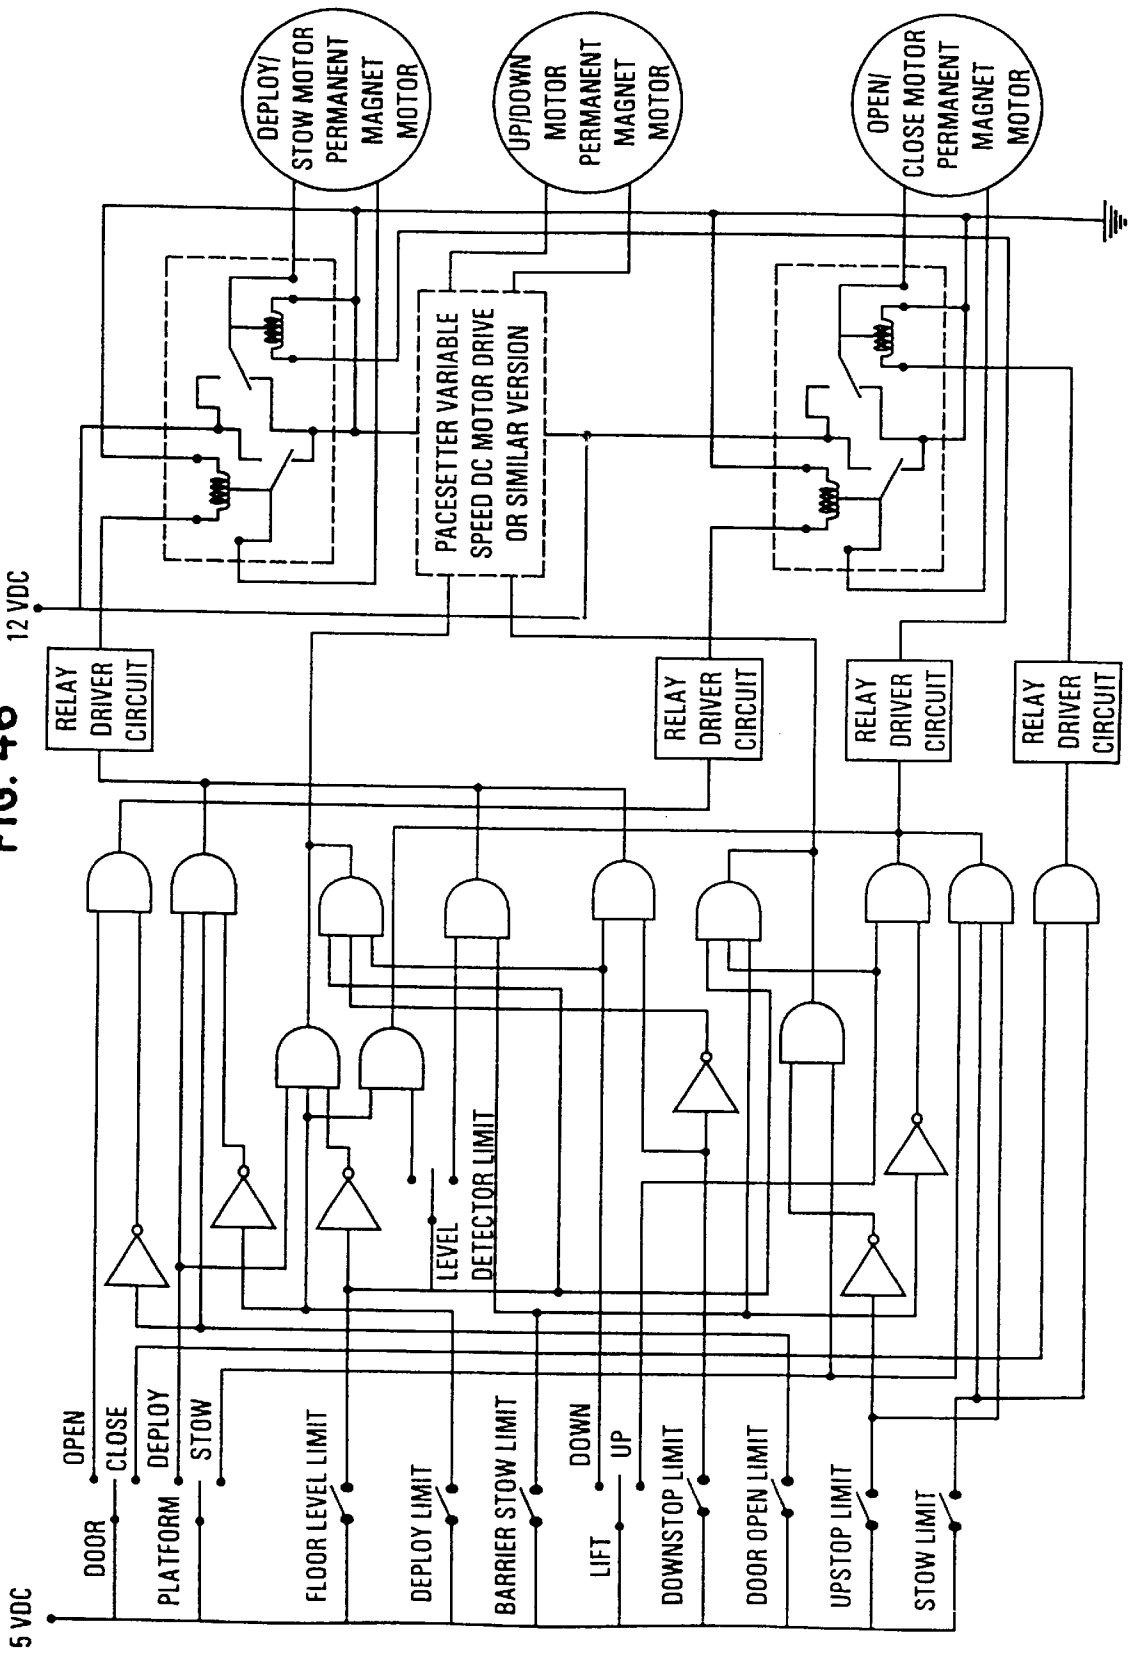 FIG. 46
5 VDC
12 VDC
DOOR
OPEN
CLOSE
PLATFORM
DEPLOY
STOW
FLOOR LEVEL LIMIT
DEPLOY LIMIT
BARRIER STOW LIMIT
LIFT
DOWN
UP
DOWNSTOP LIMIT
DOOR OPEN LIMIT
UPSTOP LIMIT
STOW LIMIT
LEVEL
DETECTOR LIMIT
RELAY
DRIVER
CIRCUIT
RELAY
DRIVER
CIRCUIT
RELAY
DRIVER
CIRCUIT
RELAY
DRIVER
CIRCUIT
PACESETTER VARIABLE
SPEED DC MOTOR DRIVE
OR SIMILAR VERSION
DEPLOY/
STOW MOTOR
PERMANENT
MAGNET
MOTOR
UP/DOWN
MOTOR
PERMANENT
MAGNET
MOTOR
OPEN/
CLOSE MOTOR
PERMANENT
MAGNET
MOTOR